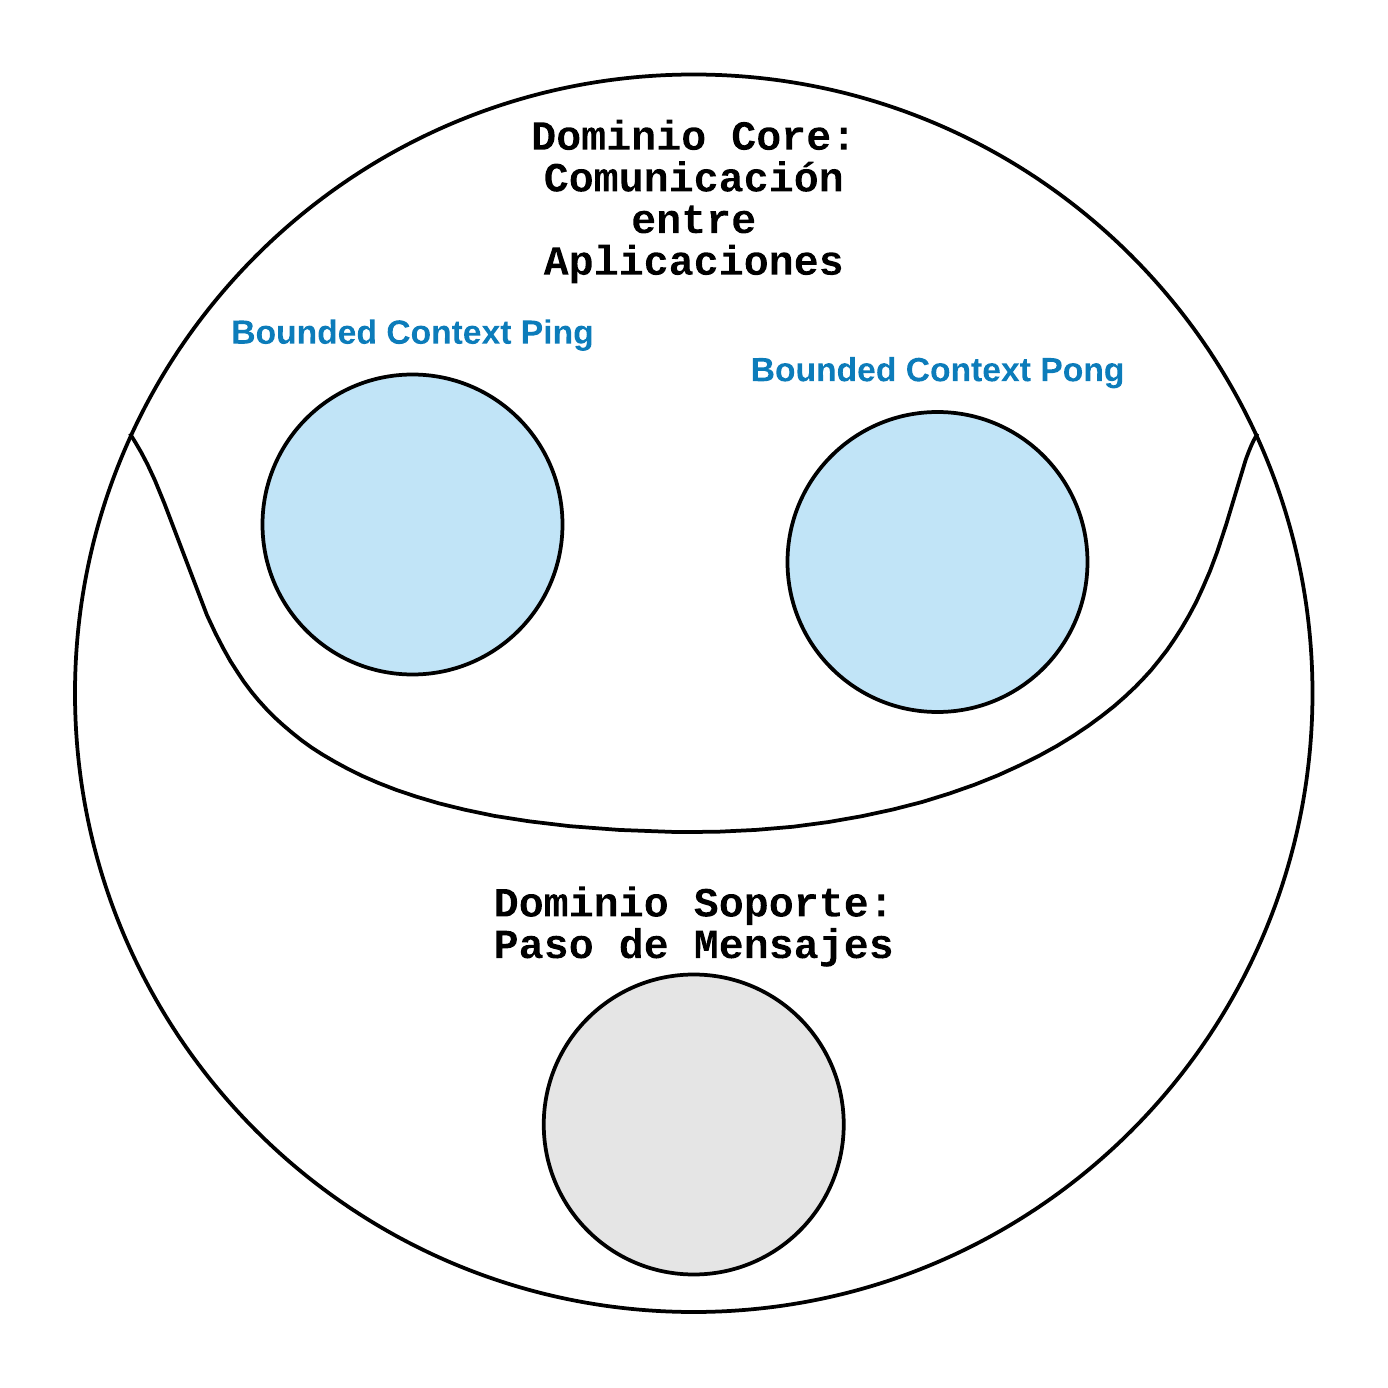 Dominio Core:
Comunicación
entre
Aplicaciones
Bounded Context Ping
Bounded Context Pong
Dominio Soporte:
Paso de Mensajes